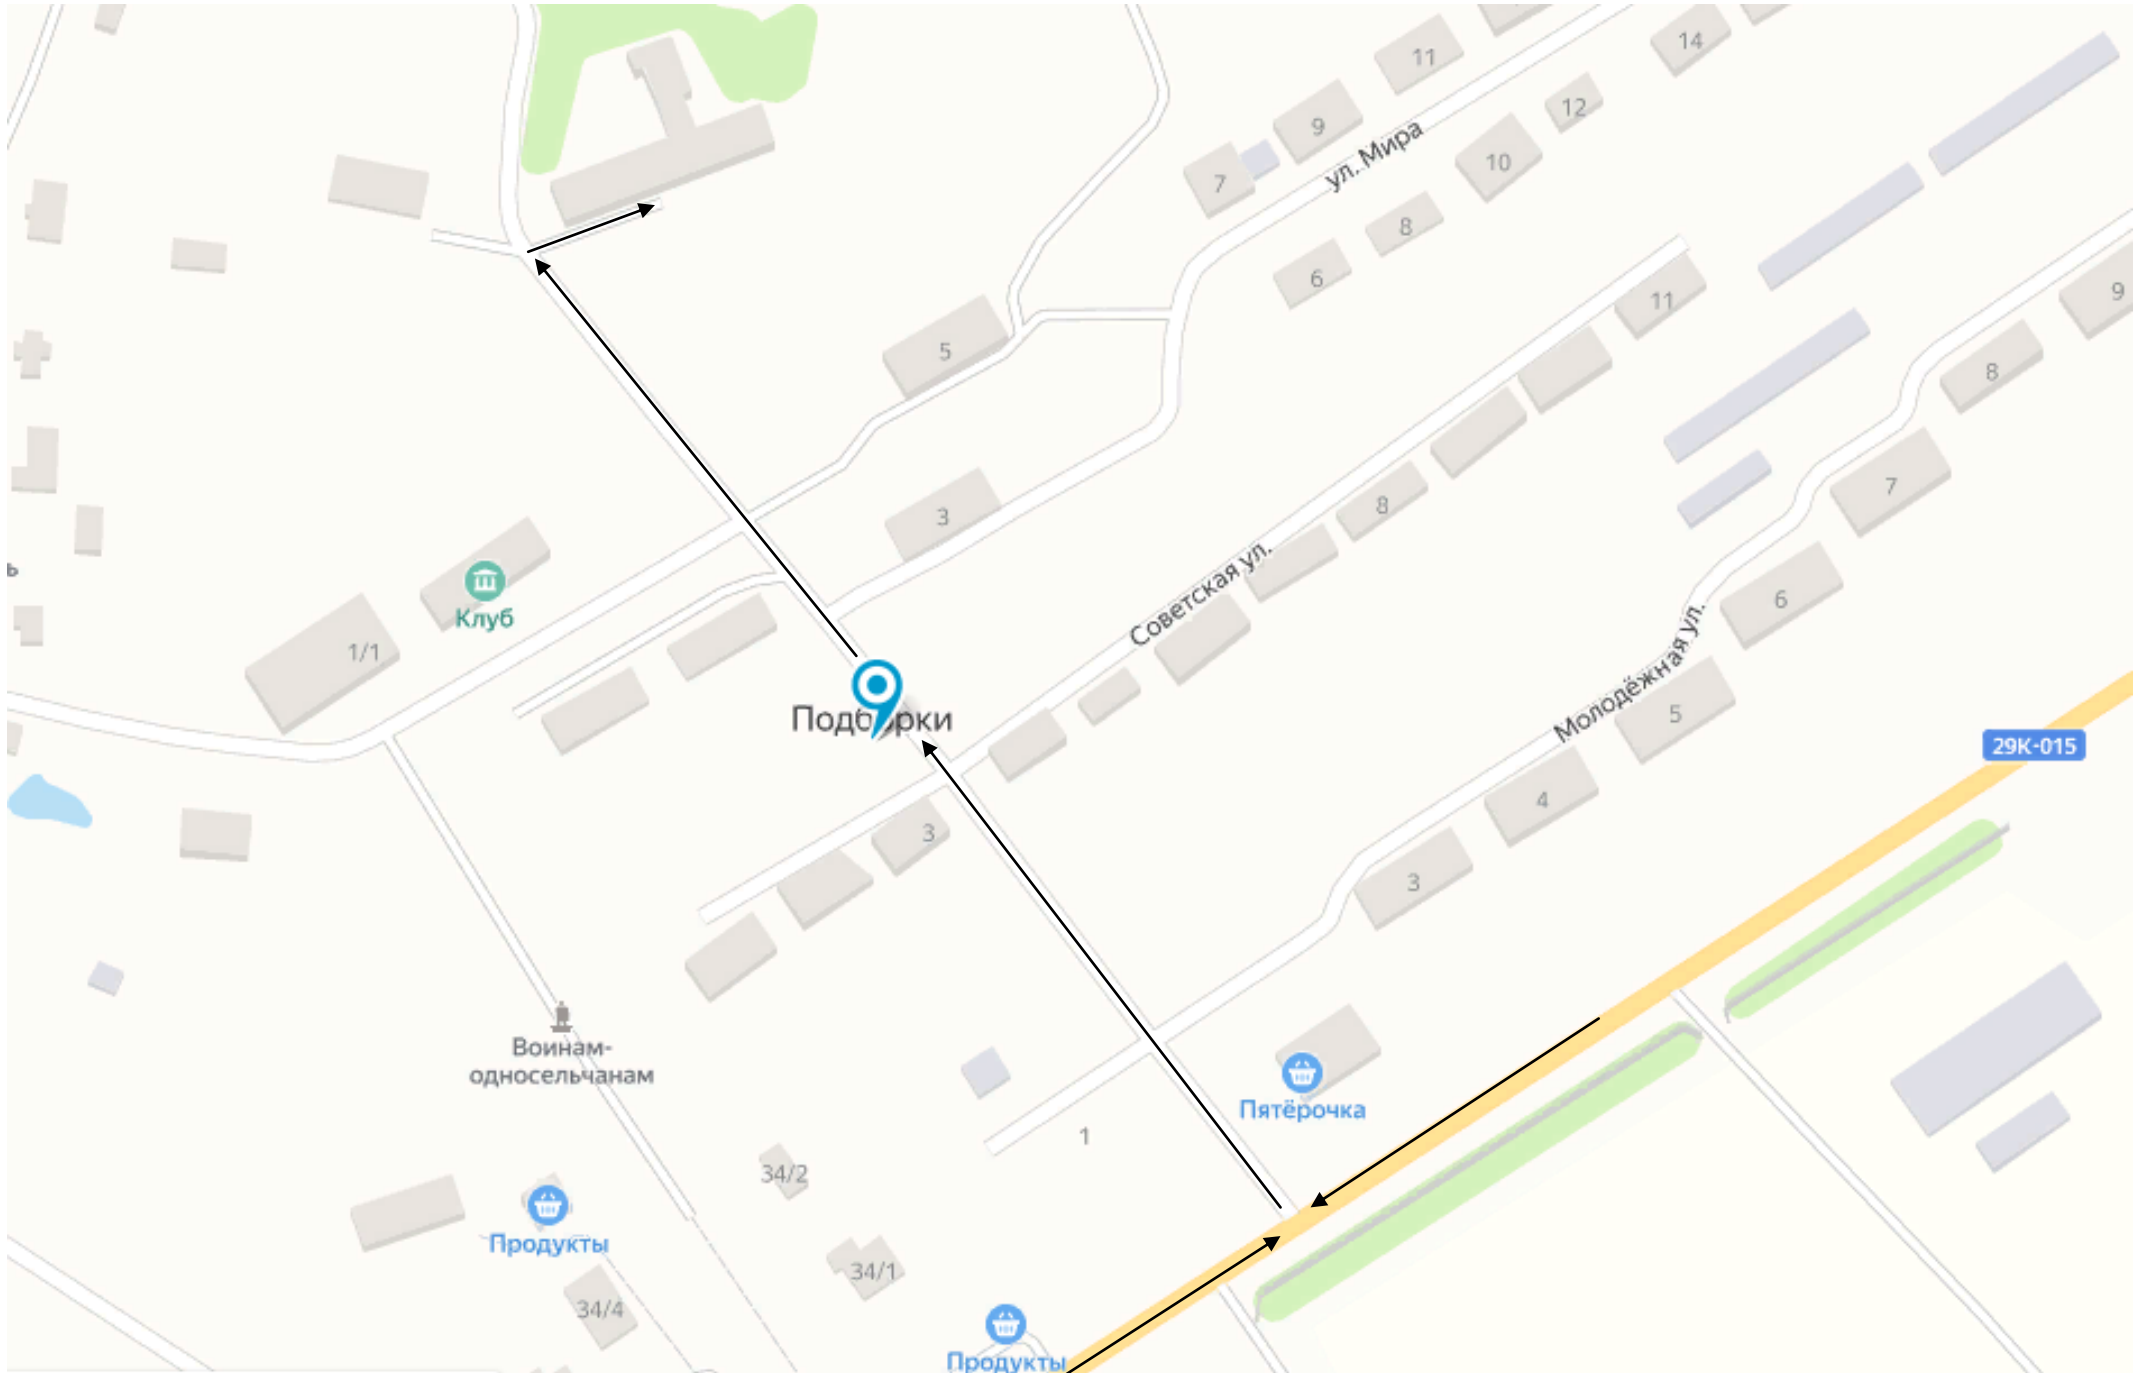 14
11
12
9
ул. Мира
10
7
8
6
9
11
5
8
3
8
7
Советская ул.
ь
Клуб
6
1/1
Молодёжная ул.
5
Подборки
29К-015
4
3
3
Воинам-
односельчанам
Пятёрочка
1
34/2
Продукты
34/1
34/4
Продукты